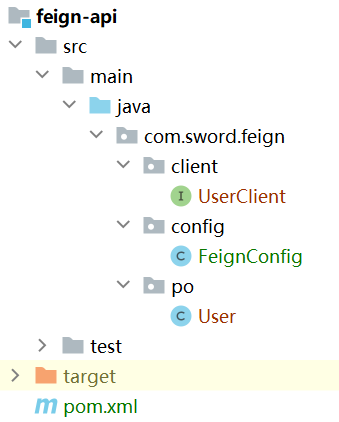 feign-api
src
main
java
com.sword.feign
client
I UserClient
config
C FeignConfig
po
C User
test
target
m pom.xml